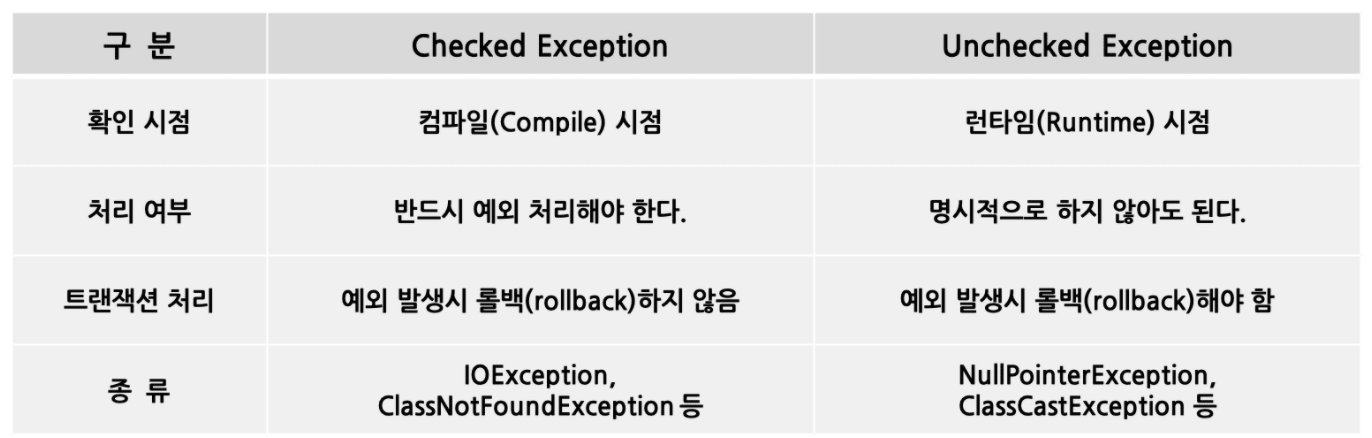 구 분 Checked Exception Unchecked Exception
확인 시점 컴파일(Compile) 시점 런타임(Runtime) 시점
처리 여부 반드시 예외 처리해야 한다. 명시적으로 하지 않아도 된다.
트랜잭션 처리 예외 발생시 롤백(rollback)하지 않음 예외 발생시 롤백(rollback)해야 함
종 류
IOException,
ClassNotFoundException 등
NullPointerException,
ClassCastException 등